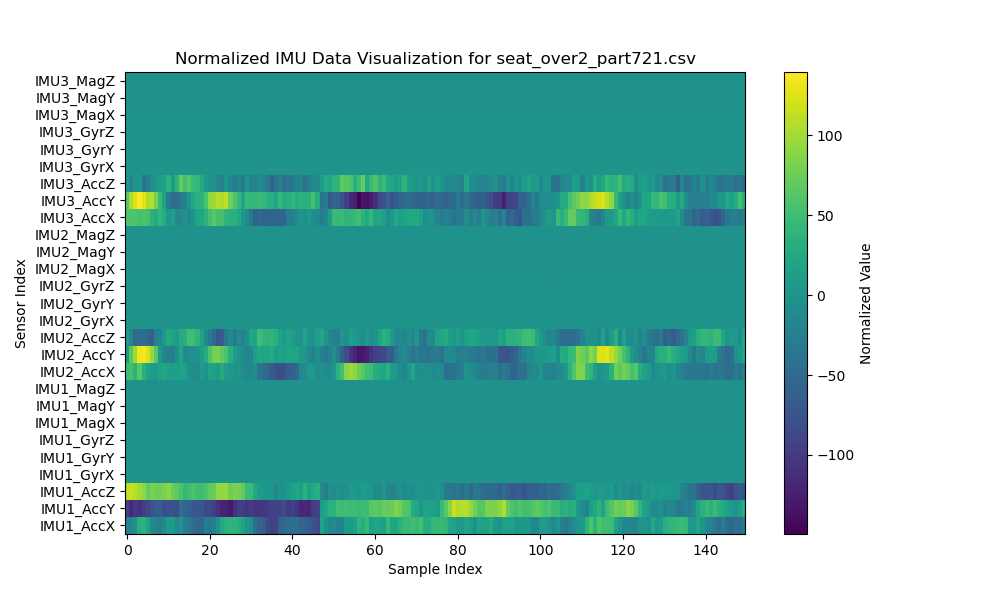 Normalized IMU Data Visualization for seat_over2_part721.csv
IMU3_MagZ
IMU3_MagY
IMU3_MagX
IMU3_GyrZ
IMU3_GyrY
IMU3_GyrX
IMU3_AccZ
IMU3_AccY
IMU3_AccX
IMU2_MagZ
IMU2_MagY
IMU2_MagX
IMU2_GyrZ
IMU2_GyrY
IMU2_GyrX
IMU2_AccZ
IMU2_AccY
IMU2_AccX
IMU1_MagZ
IMU1_MagY
IMU1_MagX
IMU1_GyrZ
IMU1_GyrY
IMU1_GyrX
IMU1_AccZ
IMU1_AccY
IMU1_AccX
Sensor Index
0 20 40 60 80 100 120 140
Sample Index
100
50
0
−50
−100
Normalized Value